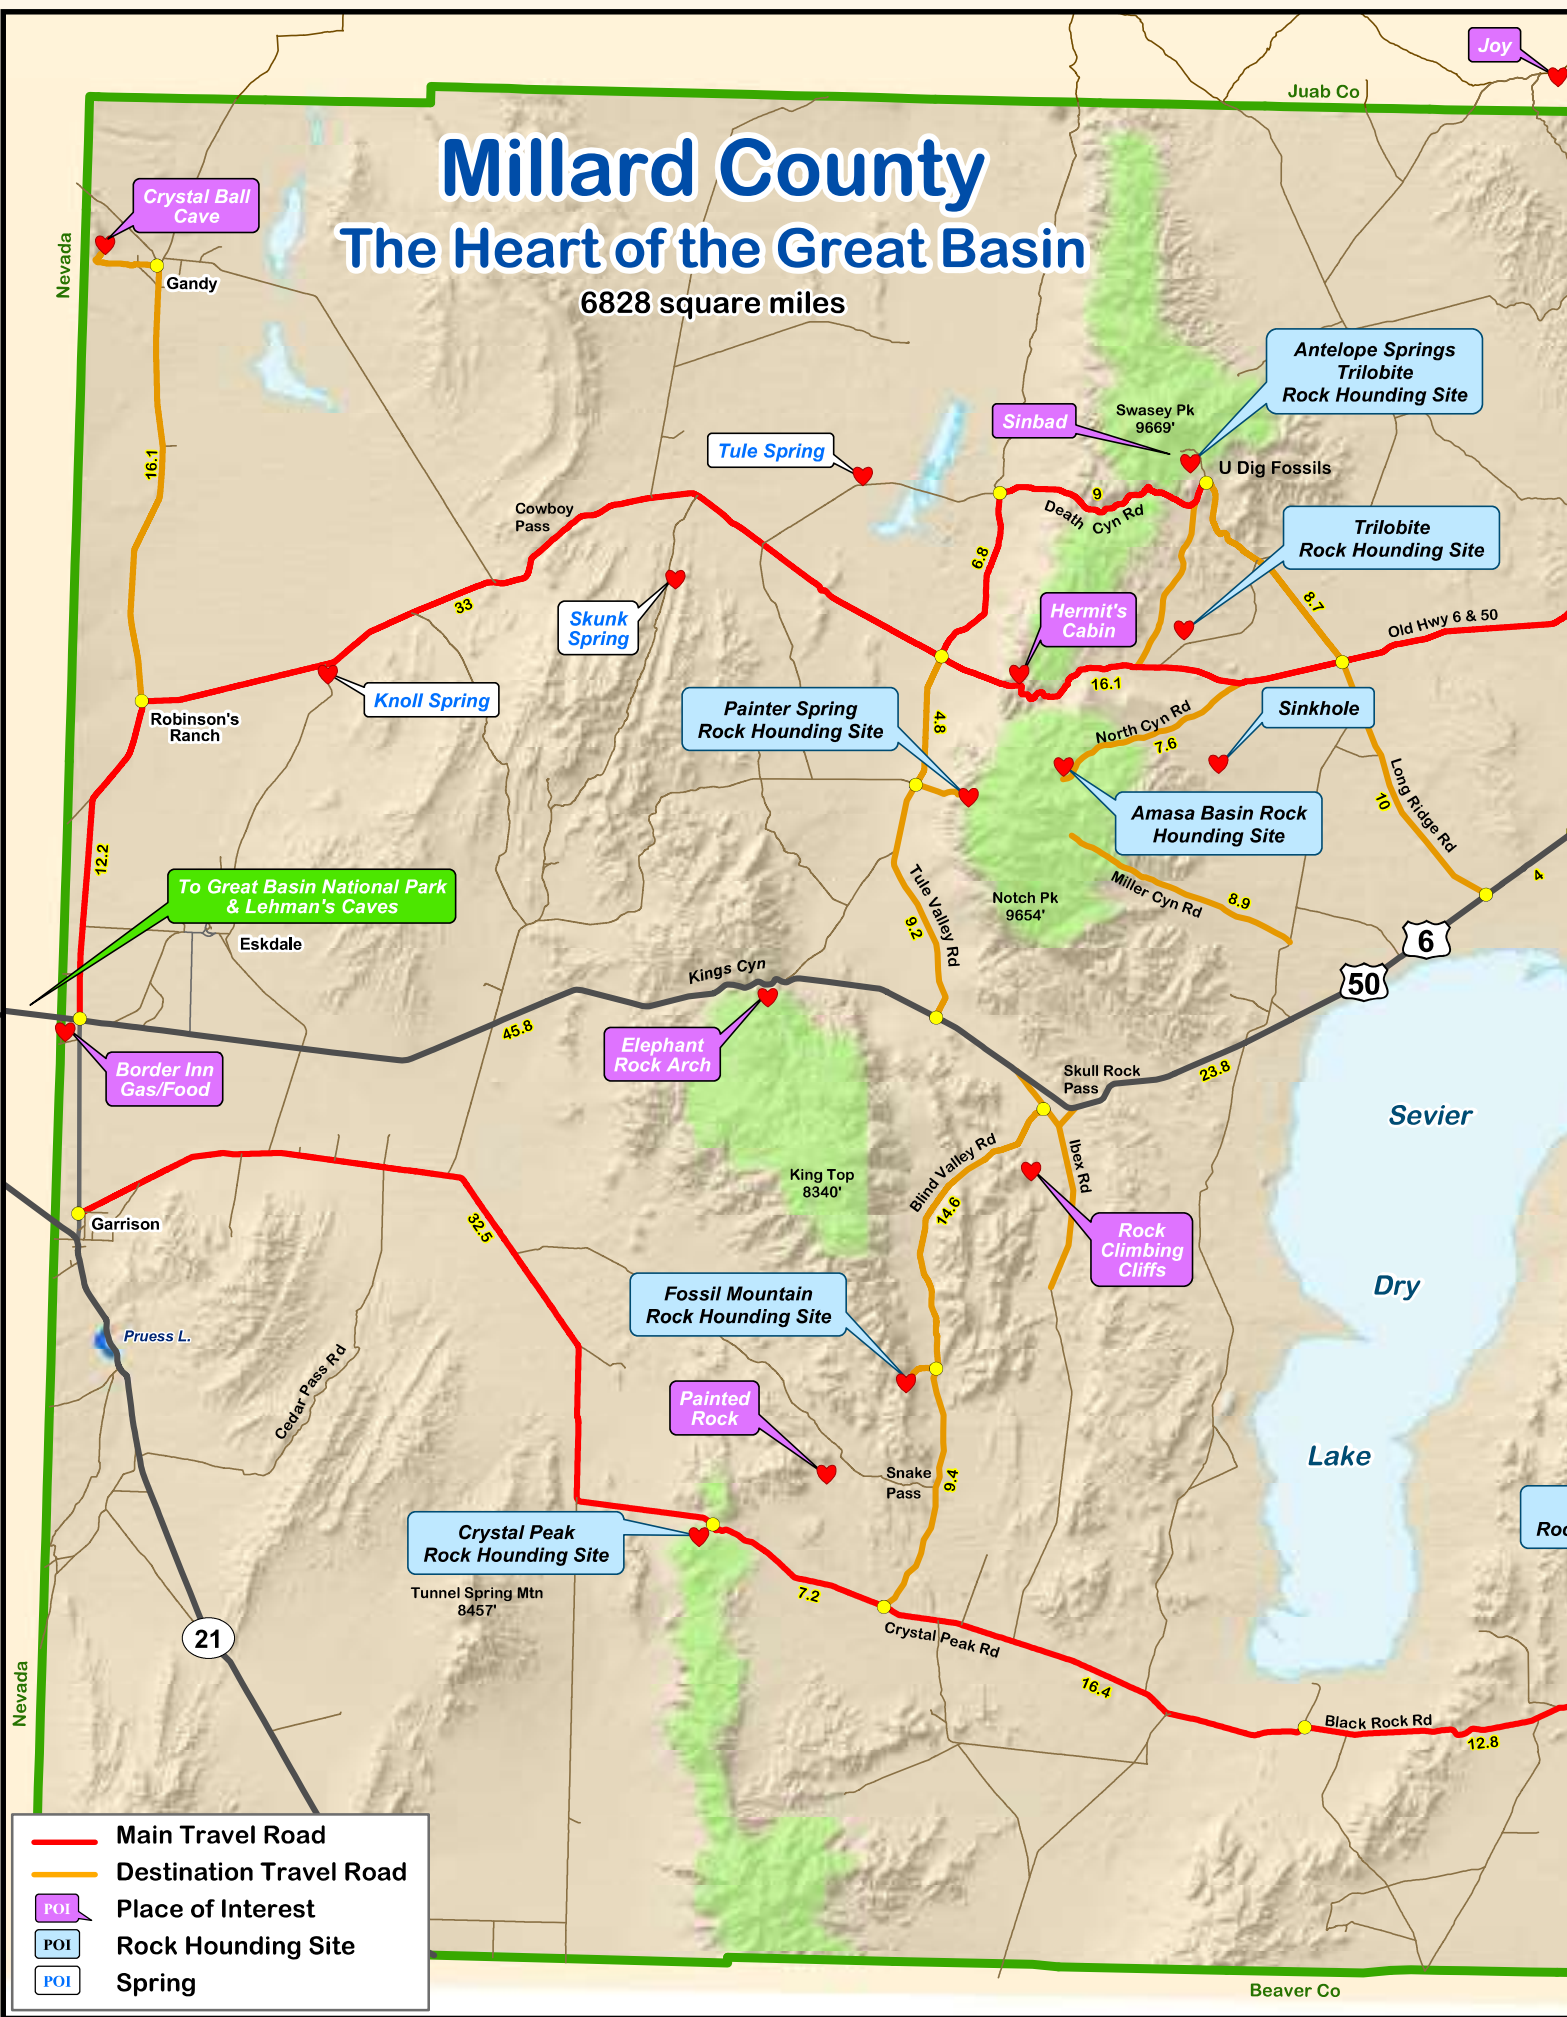 Joy
Juab Co
Millard County
The Heart of the Great Basin
6828 square miles
Crystal Ball
Cave
Nevada
Gandy
Antelope Springs
Trilobite
Rock Hounding Site
Sinbad
Swasey Pk
9669'
Tule Spring
16.1
U Dig Fossils
9
Death Cyn Rd
Cowboy
Pass
Trilobite
Rock Hounding Site
6.8
33
Skunk
Spring
Hermit's
Cabin
8.7
Old Hwy 6 & 50
16.1
Knoll Spring
Robinson's
Ranch
Painter Spring
Rock Hounding Site
4.8
North Cyn Rd
7.6
Sinkhole
Long Ridge Rd
10
Amasa Basin Rock
Hounding Site
12.2
To Great Basin National Park
& Lehman's Caves
Eskdale
Tule Valley Rd
9.2
Notch Pk
9654'
Miller Cyn Rd
8.9
4
6
50
Kings Cyn
45.8
Elephant
Rock Arch
Border Inn
Gas/Food
Skull Rock
Pass
23.8
Sevier
Dry
Lake
King Top
8340'
Blind Valley Rd
14.6
Ibex Rd
Rock
Climbing
Cliffs
Garrison
32.5
Fossil Mountain
Rock Hounding Site
Pruess L.
Cedar Pass Rd
Painted
Rock
Snake
Pass
9.4
Crystal Peak
Rock Hounding Site
Tunnel Spring Mtn
8457'
7.2
Crystal Peak Rd
21
16.4
Nevada
Black Rock Rd
12.8
Main Travel Road
Destination Travel Road
POI Place of Interest
POI Rock Hounding Site
POI Spring
Beaver Co